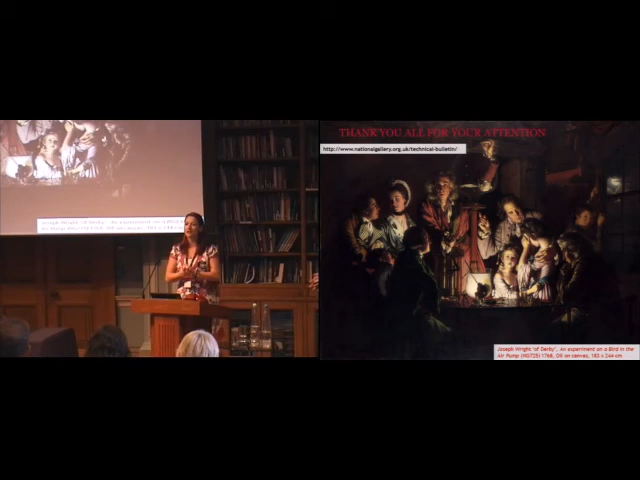 THANK YOU ALL FOR YOUR ATTENTION
http://www.nationalgallery.org.uk/technical-bulletin/
Joseph Wright 'of Derby', An experiment on a Bird in the
Air Pump (NG725) 1768, Oil on canvas, 183 x 244 cm